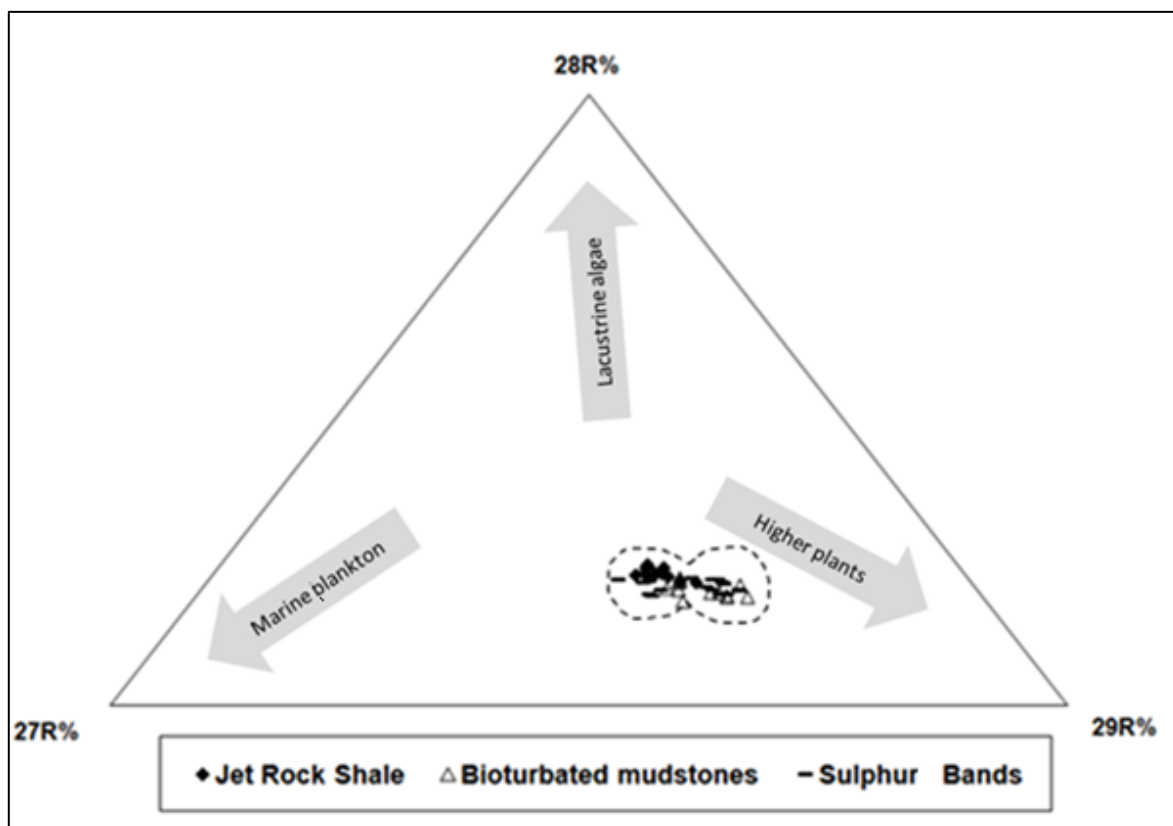 28R%
Lacustrine algae
Marine plankton
Higher plants
27R%
29R%
Jet Rock Shale Bioturbated mudstones Sulphur Bands